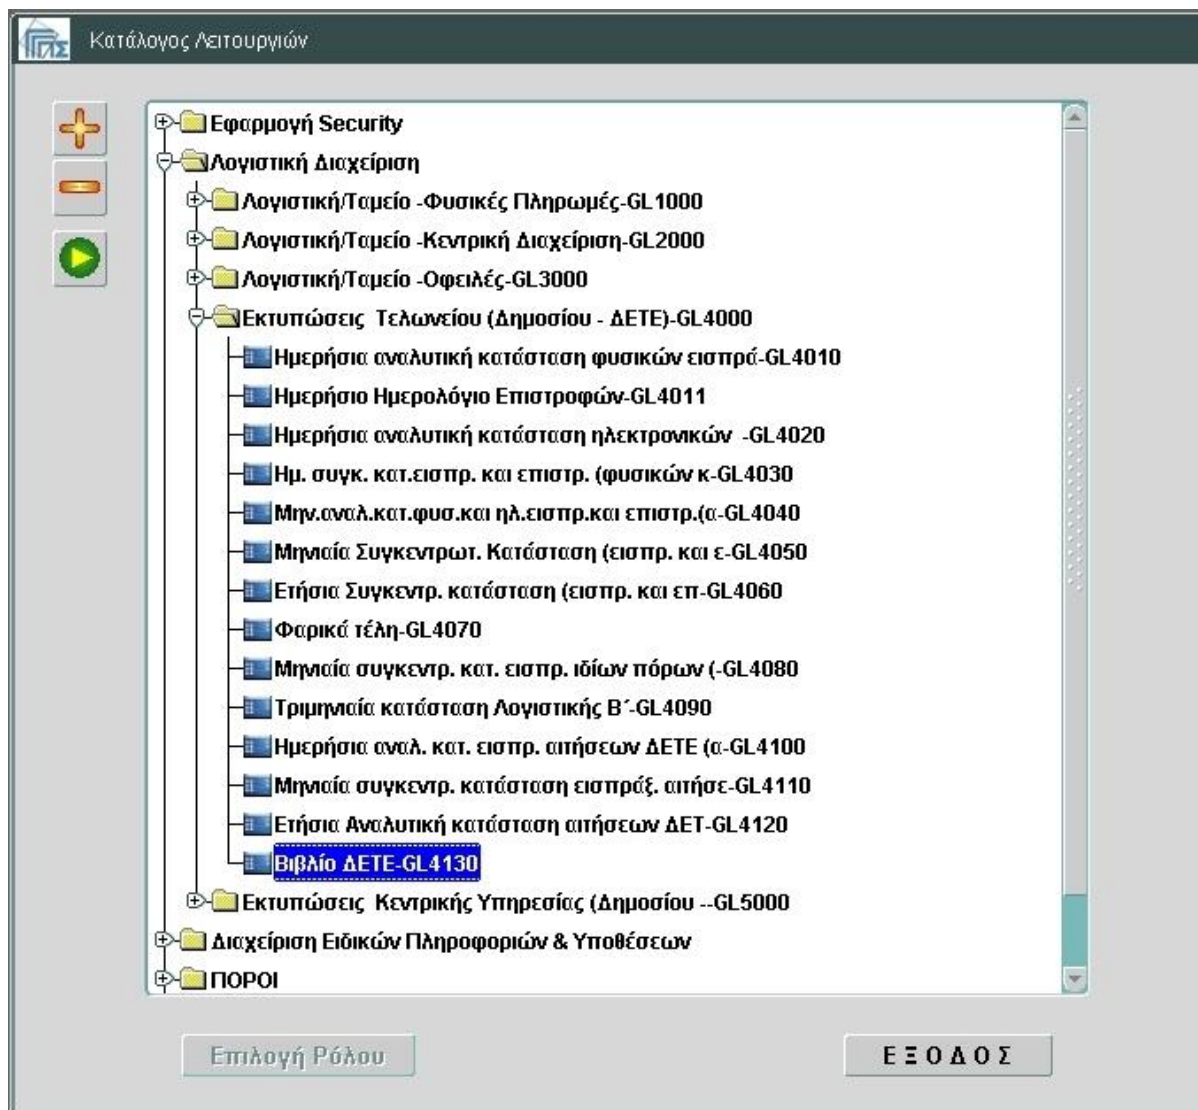 ΓΓΠΣ
Κατάλογος Λειτουργιών
Εφαρμογή Security
Λογιστική Διαχείριση
Λογιστική/Ταμείο -Φυσικές Πληρωμές-GL1000
Λογιστική/Ταμείο -Κεντρική Διαχείριση-GL2000
Λογιστική/Ταμείο -Οφειλές-GL3000
Εκτυπώσεις Τελωνείου (Δημοσίου - ΔΕΤΕ)-GL4000
Ημερήσια αναλυτική κατάσταση φυσικών εισπρά-GL4010
Ημερήσιο Ημερολόγιο Επιστροφών-GL4011
Ημερήσια αναλυτική κατάσταση ηλεκτρονικών -GL4020
Ημ. συγκ. κατ.εισπρ. και επιστρ. (φυσικών κ-GL4030
Μην.αναλ.κατ.φυσ.και ηλ.εισπρ.και επιστρ.(α-GL4040
Μηνιαία Συγκεντρωτ. Κατάσταση (εισπρ. και ε-GL4050
Ετήσια Συγκεντρ. κατάσταση (εισπρ. και επ-GL4060
Φαρικά τέλη-GL4070
Μηνιαία συγκεντρ. κατ. εισπρ. ιδίων πόρων (-GL4080
Τριμηνιαία κατάσταση Λογιστικής Β΄-GL4090
Ημερήσια αναλ. κατ. εισπρ. αιτήσεων ΔΕΤΕ (α-GL4100
Μηνιαία συγκεντρ. κατάσταση εισπράξ. αιτήσε-GL4110
Ετήσια Αναλυτική κατάσταση αιτήσεων ΔΕΤ-GL4120
Βιβλίο ΔΕΤΕ-GL4130
Εκτυπώσεις Κεντρικής Υπηρεσίας (Δημοσίου --GL5000
Διαχείριση Ειδικών Πληροφοριών & Υποθέσεων
ΠΟΡΟΙ
Επιλογή Ρόλου
ΕΞΟΔΟΣ